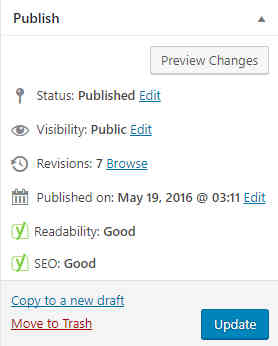 Publish
Preview Changes
Status: Published Edit
Visibility: Public Edit
Revisions: 7 Browse
Published on: May 19, 2016 @ 03:11 Edit
Readability: Good
SEO: Good
Copy to a new draft
Move to Trash
Update